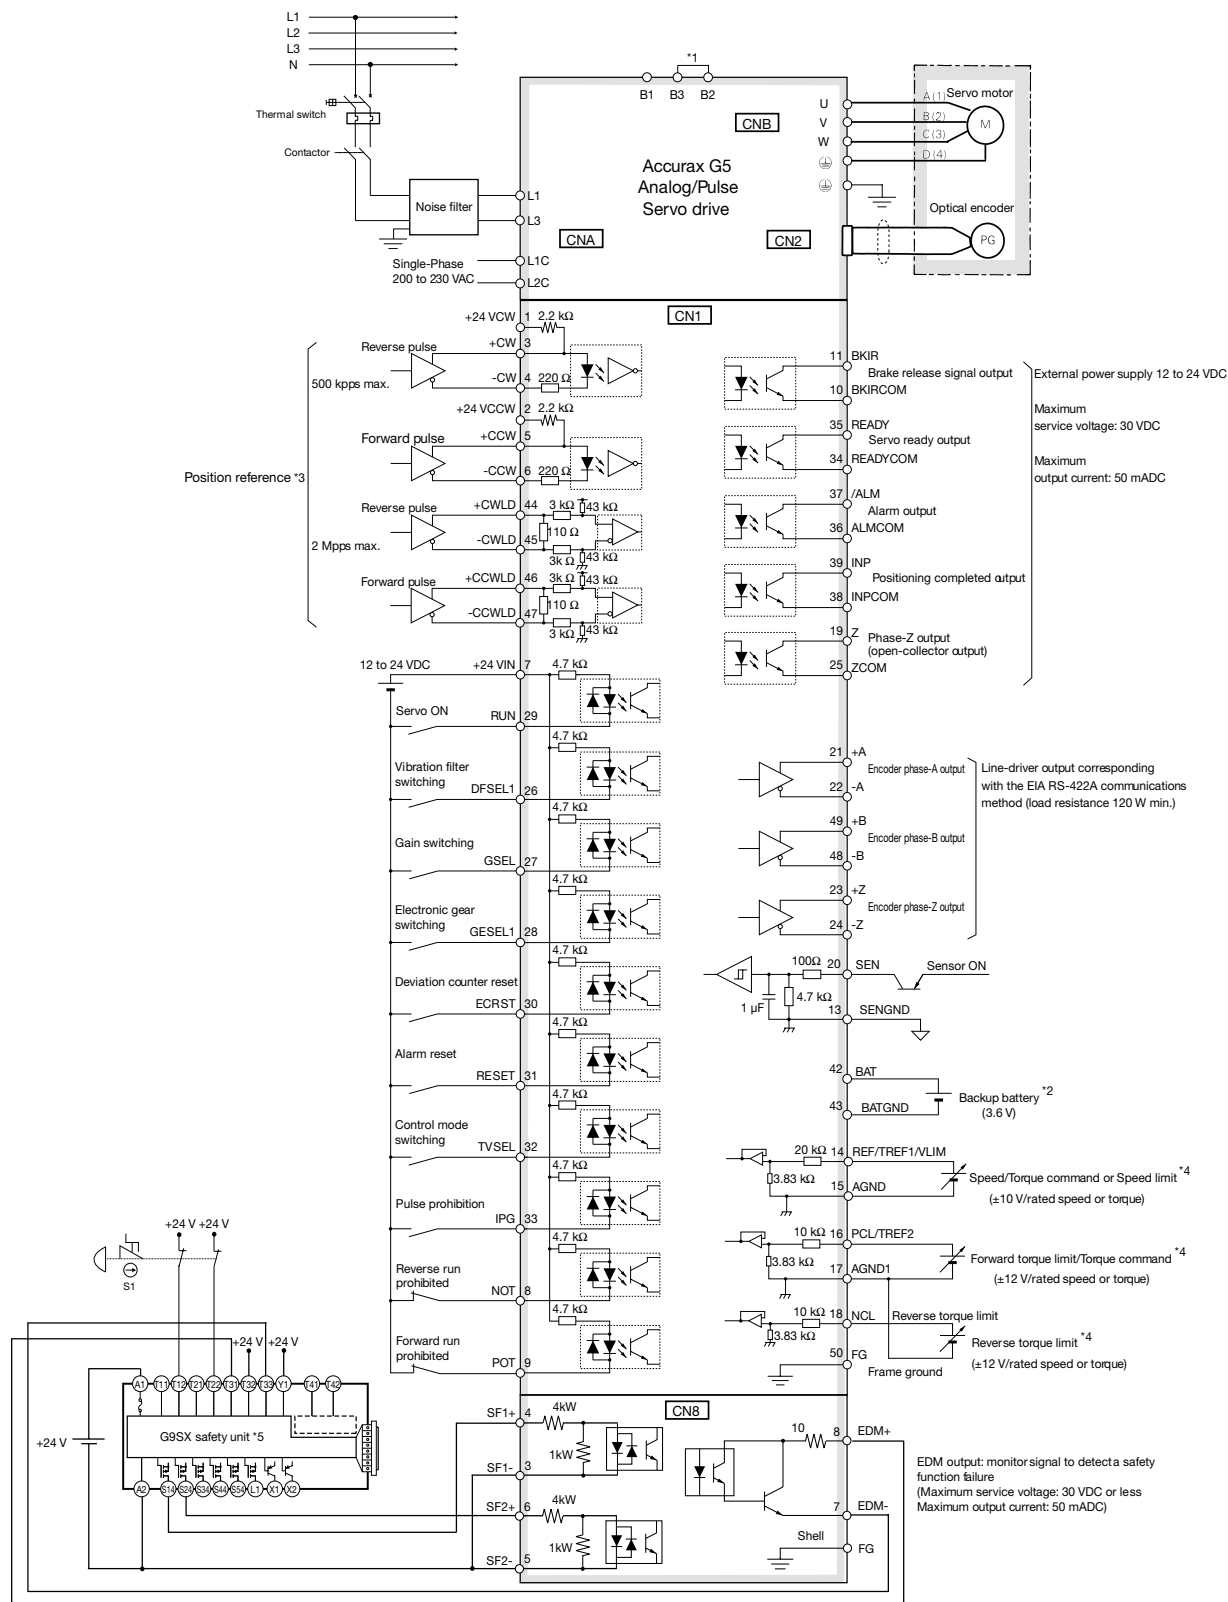 L1
L2
L3
N
Thermal switch
Contactor
Noise filter
*1
B1 B3 B2
CNB
Accurax G5
Analog/Pulse
Servo drive
CNA
CN2
L1
L3
Single-Phase
200 to 230 VAC
L1C
L2C
U
V
W
A (1)
B (2)
C (3)
D (4)
Servo motor
M
Optical encoder
PG
CN1
+24 VCW 1 2.2 kΩ
Reverse pulse
+CW 3
-CW 4 220 Ω
500 kpps max.
+24 VCCW 2 2.2 kΩ
Forward pulse
+CCW 5
-CCW 6 220 Ω
Position reference *3
Reverse pulse
+CWLD 44 3 kΩ 43 kΩ
110 Ω
-CWLD 45
3k Ω 43 kΩ
2 Mpps max.
Forward pulse
+CCWLD 46 3k Ω 43 kΩ
110 Ω
-CCWLD 47
3 kΩ 43 kΩ
12 to 24 VDC
+24 VIN 7 4.7 kΩ
Servo ON
RUN 29
4.7 kΩ
Vibration filter
switching
DFSEL1 26
4.7 kΩ
Gain switching
GSEL 27
4.7 kΩ
Electronic gear
switching
GESEL1 28
4.7 kΩ
Deviation counter reset
ECRST 30
4.7 kΩ
Alarm reset
RESET 31
4.7 kΩ
Control mode
switching
TVSEL 32
4.7 kΩ
Pulse prohibition
IPG 33
4.7 kΩ
Reverse run
prohibited
NOT 8
4.7 kΩ
Forward run
prohibited
POT 9
11 BKIR
Brake release signal output
10 BKIRCOM
35 READY
Servo ready output
34 READYCOM
37 /ALM
Alarm output
36 ALMCOM
39 INP
Positioning completed output
38 INPCOM
19 Z
Phase-Z output
(open-collector output)
25 ZCOM
External power supply 12 to 24 VDC
Maximum
service voltage: 30 VDC
Maximum
output current: 50 mADC
21 +A
Encoder phase-A output
22 -A
49 +B
Encoder phase-B output
48 -B
23 +Z
Encoder phase-Z output
24 -Z
Line-driver output corresponding
with the EIA RS-422A communications
method (load resistance 120 W min.)
100Ω 20 SEN
Sensor ON
1 μF
4.7 kΩ
13 SENGND
42 BAT
43 BATGND
Backup battery *2
(3.6 V)
20 kΩ 14 REF/TREF1/VLIM
3.83 kΩ
15 AGND
Speed/Torque command or Speed limit *4
(±10 V/rated speed or torque)
10 kΩ 16 PCL/TREF2
3.83 kΩ
17 AGND1
Forward torque limit/Torque command *4
(±12 V/rated speed or torque)
10 kΩ 18 NCL Reverse torque limit
3.83 kΩ
Reverse torque limit *4
(±12 V/rated speed or torque)
50 FG
Frame ground
+24 V +24 V
S1
+24 V +24 V
A1 T11 T12 T21 T22 T31 T32 T33 Y1 T41 T42
G9SX safety unit *5
+24 V
A2 S14 S24 S34 S44 S54 L1 X1 X2
CN8
SF1+ 4 4kW
1kW
SF1- 3
SF2+ 6 4kW
1kW
SF2- 5
10 8 EDM+
7 EDM-
Shell
FG
EDM output: monitor signal to detect a safety
function failure
(Maximum service voltage: 30 VDC or less
Maximum output current: 50 mADC)